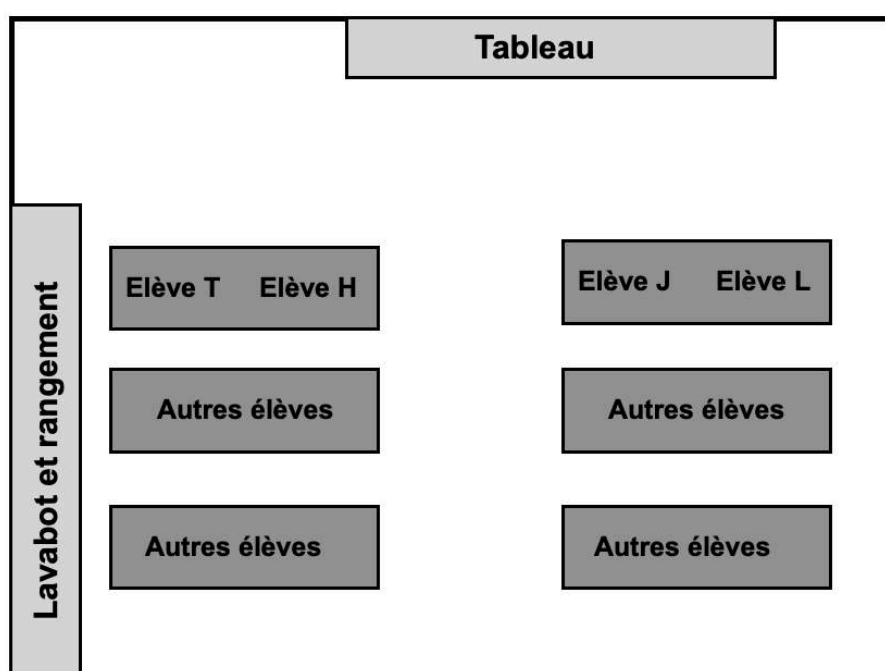 Tableau
Elève T Elève H
Elève J Elève L
Autres élèves
Autres élèves
Autres élèves
Autres élèves
Lavabot et rangement